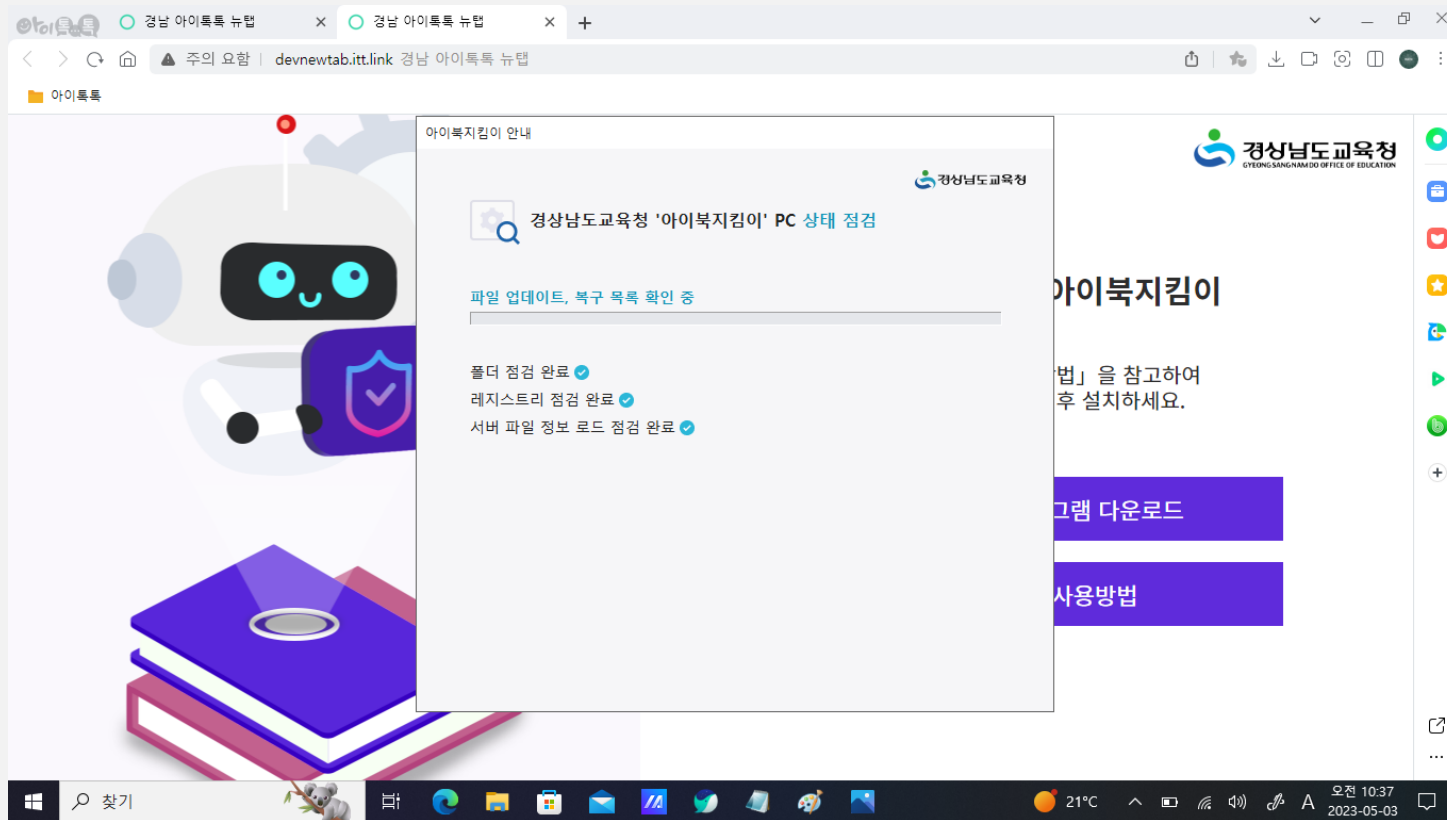 아이톡톡
경남 아이톡톡 뉴탭
경남 아이톡톡 뉴탭
주의 요함
devnewtab.itt.link 경남 아이톡톡 뉴탭
아이톡톡
아이북지킴이 안내
경상남도교육청
경상남도교육청
GYEONGSANGNAMDO OFFICE OF EDUCATION
경상남도교육청 '아이북지킴이' PC 상태 점검
파일 업데이트, 복구 목록 확인 중
아이북지킴이
폴더 점검 완료
레지스트리 점검 완료
서버 파일 정보 로드 점검 완료
법」을 참고하여
후 설치하세요.
그램 다운로드
사용방법
찾기
21°C
A
오전 10:37
2023-05-03